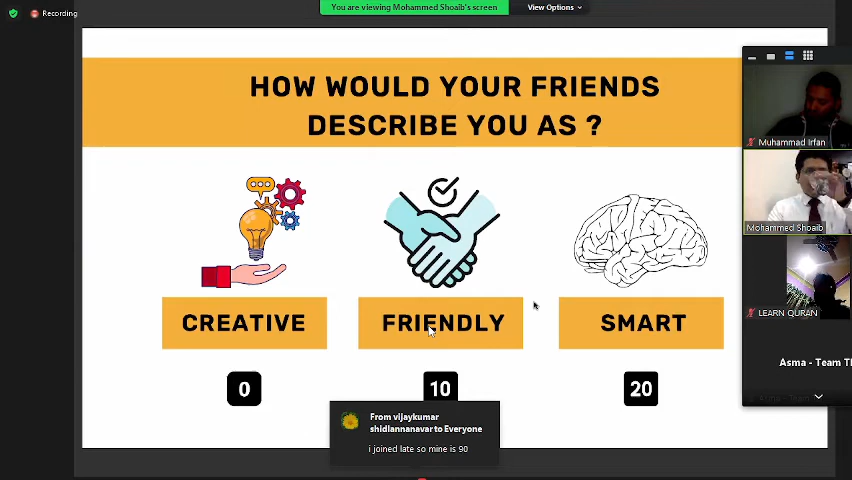 Recording
You are viewing Mohammed Shoaib's screen
View Options
HOW WOULD YOUR FRIENDS
DESCRIBE YOU AS ?
CREATIVE
FRIENDLY
SMART
0
10
20
From vijaykumar
shidlannanavar to Everyone
i joined late so mine is 90
Muhammad Irfan
Mohammed Shoaib
LEARN QURAN
Asma - Team T
Asma - Team